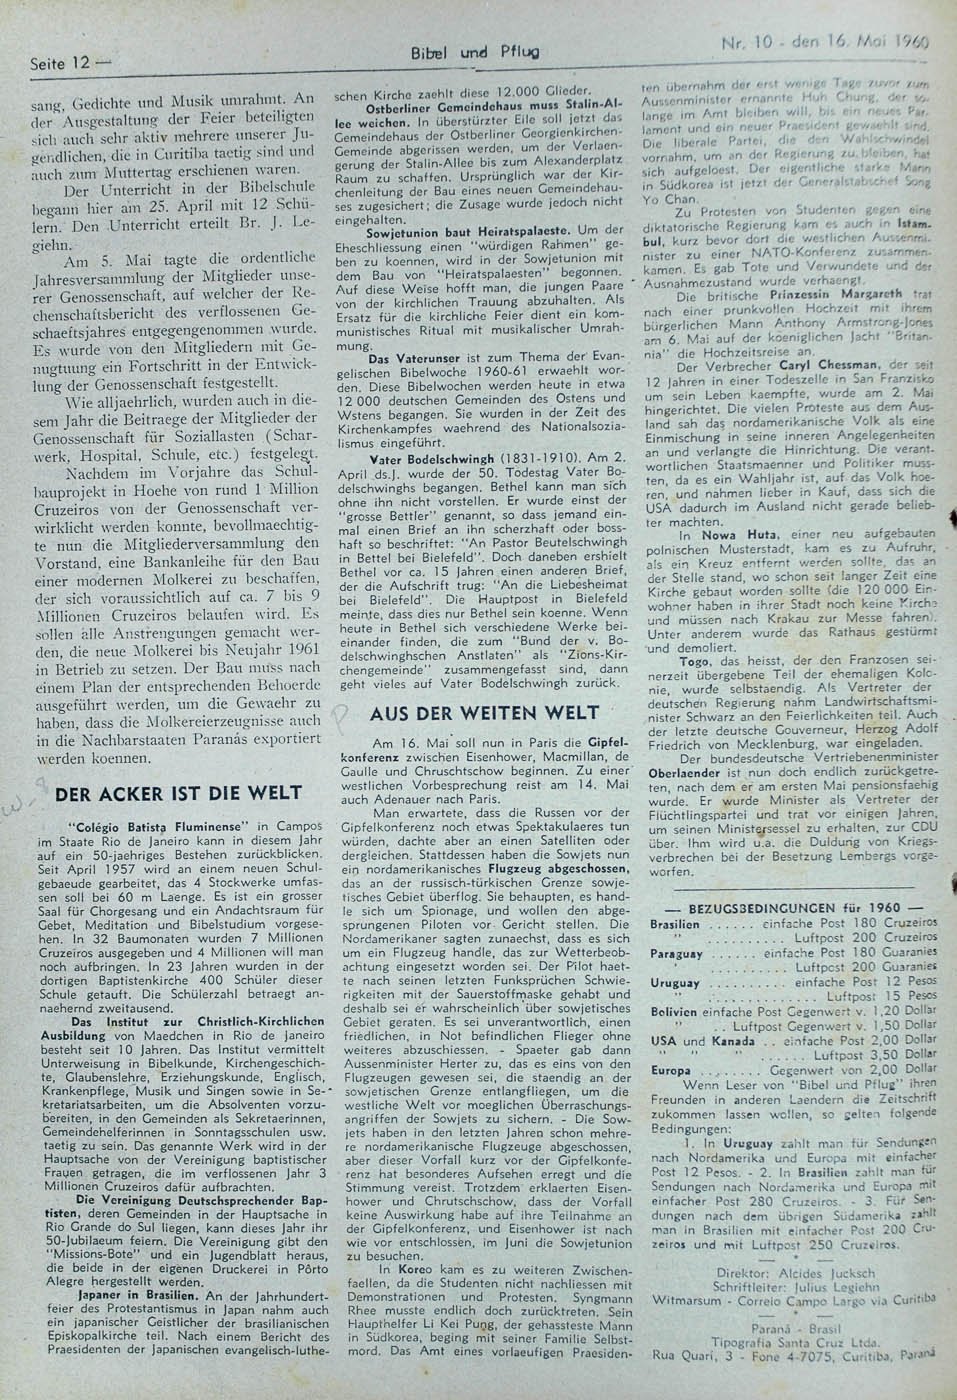 Seite 12 —
Bibel und Pflug
Nr. 10 - den 16. Mai 1960
sang, Gedichte und Musik umrahmt. An
der Ausgestaltung der Feier beteiligten
sich auch sehr aktiv mehrere unserer Ju-
gendlichen, die in Curitiba taetig sind und
auch zum Muttertag erschienen waren.
Der Unterricht in der Bibelschule
begann hier am 25. April mit 12 Schü-
lern. Den Unterricht erteilt Br. J. Le-
giehn.
Am 5. Mai tagte die ordentliche
Jahresversammlung der Mitglieder unse-
rer Genossenschaft, auf welcher der Re-
chenschaftsbericht des verflossenen Ge-
schaeftsjahres entgegengenommen wurde.
Es wurde von den Mitgliedern mit Ge-
nugtuung ein Fortschritt in der Entwick-
lung der Genossenschaft festgestellt.
Wie alljaehrlich, wurden auch in die-
sem Jahr die Beitraege der Mitglieder der
Genossenschaft für Soziallasten (Schar-
werk, Hospital, Schule, etc.) festgelegt.
Nachdem im Vorjahre das Schul-
bauprojekt in Hoehe von rund 1 Million
Cruzeiros von der Genossenschaft ver-
wirklicht werden konnte, bevollmaechtig-
te nun die Mitgliederversammlung den
Vorstand, eine Bankanleihe für den Bau
einer modernen Molkerei zu beschaffen,
der sich voraussichtlich auf ca. 7 bis 9
Millionen Cruzeiros belaufen wird. Es
sollen alle Anstrengungen gemacht wer-
den, die neue Molkerei bis Neujahr 1961
in Betrieb zu setzen. Der Bau muss nach
einem Plan der entsprechenden Behoerde
ausgeführt werden, um die Gewaehr zu
haben, dass die Molkereierzeugnisse auch
in die Nachbarstaaten Paranás exportiert
werden koennen.
DER ACKER IST DIE WELT
"Colégio Batista Fluminense" in Campos
im Staate Rio de Janeiro kann in diesem Jahr
auf ein 50-jaehriges Bestehen zurückblicken.
Seit April 1957 wird an einem neuen Schul-
gebaeude gearbeitet, das 4 Stockwerke umfas-
sen soll bei 60 m Laenge. Es ist ein grosser
Saal für Chorgesang und ein Andachtsraum für
Gebet, Meditation und Bibelstudium vorgese-
hen. In 32 Baumonaten wurden 7 Millionen
Cruzeiros ausgegeben und 4 Millionen will man
noch aufbringen. In 23 Jahren wurden in der
dortigen Baptistenkirche 400 Schüler dieser
Schule getauft. Die Schülerzahl betraegt an-
naehernd zweitausend.
Das Institut zur Christlich-Kirchlichen
Ausbildung von Maedchen in Rio de Janeiro
besteht seit 10 Jahren. Das Institut vermittelt
Unterweisung in Bibelkunde, Kirchengeschich-
te, Glaubenslehre, Erziehungskunde, Englisch,
Krankenpflege, Musik und Singen sowie in Se-
kretariatsarbeiten, um die Absolventen vorzu-
bereiten, in den Gemeinden als Sekretaerinnen,
Gemeindehelferinnen in Sonntagsschulen usw.
taetig zu sein. Das genannte Werk wird in der
Hauptsache von der Vereinigung baptistischer
Frauen getragen, die im verflossenen Jahr 3
Millionen Cruzeiros dafür aufbrachten.
Die Vereinigung Deutschsprechender Bap-
tisten, deren Gemeinden in der Hauptsache in
Rio Grande do Sul liegen, kann dieses Jahr ihr
50-Jubilaeum feiern. Die Vereinigung gibt den
"Missions-Bote" und ein Jugendblatt heraus,
die beide in der eigenen Druckerei in Pôrto
Alegre hergestellt werden.
Japaner in Brasilien. An der Jahrhundert-
feier des Protestantismus in Japan nahm auch
ein japanischer Geistlicher der brasilianischen
Episkopalkirche teil. Nach einem Bericht des
Praesidenten der Japanischen evangelisch-luthe-
schen Kirche zaehlt diese 12.000 Glieder.
Ostberliner Gemeindehaus muss Stalin-Al-
lee weichen. In überstürzter Eile soll jetzt das
Gemeindehaus der Ostberliner Georgienkirchen-
Gemeinde abgerissen werden, um der Verlaen-
gerung der Stalin-Allee bis zum Alexanderplatz
Raum zu schaffen. Ursprünglich war der Kir-
chenleitung der Bau eines neuen Gemeindehau-
ses zugesichert; die Zusage wurde jedoch nicht
eingehalten.
Sowjetunion baut Heiratspalaeste. Um der
Eheschliessung einen "würdigen Rahmen" ge-
ben zu koennen, wird in der Sowjetunion mit
dem Bau von "Heiratspalaesten" begonnen.
Auf diese Weise hofft man, die jungen Paare
von der kirchlichen Trauung abzuhalten. Als
Ersatz für die kirchliche Feier dient ein kom-
munistisches Ritual mit musikalischer Umrah-
mung.
Das Vaterunser ist zum Thema der Evan-
gelischen Bibelwoche 1960-61 erwaehlt wor-
den. Diese Bibelwochen werden heute in etwa
12 000 deutschen Gemeinden des Ostens und
Wstens begangen. Sie wurden in der Zeit des
Kirchenkampfes waehrend des Nationalsozia-
lismus eingeführt.
Vater Bodelschwingh (1831-1910). Am 2.
April ds.J. wurde der 50. Todestag Vater Bo-
delschwinghs begangen. Bethel kann man sich
ohne ihn nicht vorstellen. Er wurde einst der
"grosse Bettler" genannt, so dass jemand ein-
mal einen Brief an ihn scherzhaft oder boss-
haft so beschriftet: "An Pastor Beutelschwingh
in Bettel bei Bielefeld". Doch daneben ershielt
Bethel vor ca. 15 Jahren einen anderen Brief,
der die Aufschrift trug: "An die Liebesheimat
bei Bielefeld". Die Hauptpost in Bielefeld
meinte, dass dies nur Bethel sein koenne. Wenn
heute in Bethel sich verschiedene Werke bei-
einander finden, die zum "Bund der v. Bo-
delschwinghschen Anstlaten" als "Zions-Kir-
chengemeinde" zusammengefasst sind, dann
geht vieles auf Vater Bodelschwingh zurück.
AUS DER WEITEN WELT
Am 16. Mai soll nun in Paris die Gipfel-
konferenz zwischen Eisenhower, Macmillan, de
Gaulle und Chruschtschow beginnen. Zu einer
westlichen Vorbesprechung reist am 14. Mai
auch Adenauer nach Paris.
Man erwartete, dass die Russen vor der
Gipfelkonferenz noch etwas Spektakulaeres tun
würden, dachte aber an einen Satelliten oder
dergleichen. Stattdessen haben die Sowjets nun
ein nordamerikanisches Flugzeug abgeschossen,
das an der russisch-türkischen Grenze sowje-
tisches Gebiet überflog. Sie behaupten, es hand-
le sich um Spionage, und wollen den abge-
sprungenen Piloten vor Gericht stellen. Die
Nordamerikaner sagten zunaechst, dass es sich
um ein Flugzeug handle, das zur Wetterbeob-
achtung eingesetzt worden sei. Der Pilot haet-
te nach seinen letzten Funksprüchen Schwie-
rigkeiten mit der Sauerstoffmaske gehabt und
deshalb sei er wahrscheinlich über sowjetisches
Gebiet geraten. Es sei unverantwortlich, einen
friedlichen, in Not befindlichen Flieger ohne
weiteres abzuschiessen. - Spaeter gab dann
Aussenminister Herter zu, das es eins von den
Flugzeugen gewesen sei, die staendig an der
sowjetischen Grenze entlangfliegen, um die
westliche Welt vor moeglichen Überraschungs-
angriffen der Sowjets zu sichern. - Die Sow-
jets haben in den letzten Jahren schon mehre-
re nordamerikanische Flugzeuge abgeschossen,
aber dieser Vorfall kurz vor der Gipfelkonfe-
renz hat besonderes Aufsehen erregt und die
Stimmung vereist. Trotzdem erklaerten Eisen-
hower und Chrutschschow, dass der Vorfall
keine Auswirkung habe auf ihre Teilnahme an
der Gipfelkonferenz, und Eisenhower ist nach
wie vor entschlossen, im Juni die Sowjetunion
zu besuchen.
In Koreo kam es zu weiteren Zwischen-
faellen, da die Studenten nicht nachliessen mit
Demonstrationen und Protesten. Syngmann
Rhee musste endlich doch zurücktreten. Sein
Haupthelfer Li Kei Pung, der gehassteste Mann
in Südkorea, beging mit seiner Familie Selbst-
mord. Das Amt eines vorlaeufigen Praesiden-
ten übernahm der erst wenige Tage zuvor zum
Aussenminister ernannte Huh Chung, der so-
lange im Amt bleiben will, bis ein neues Par-
lament und ein neuer Praesident gewaehlt sind.
Die liberale Partei, die den Wahlschwindel
vornahm, um an der Regierung zu bleiben, hat
sich aufgeloest. Der eigentliche starke Mann
in Südkorea ist jetzt der Generalstabschef Song
Yo Chan.
Zu Protesten von Studenten gegen eine
diktatorische Regierung kam es auch in Istam-
bul, kurz bevor dort die westlichen Aussenmi-
nister zu einer NATO-Konferenz zusammen-
kamen. Es gab Tote und Verwundete und der
Ausnahmezustand wurde verhaengt.
Die britische Prinzessin Margareth trat
nach einer prunkvollen Hochzeit mit ihrem
bürgerlichen Mann Anthony Armstrong-Jones
am 6. Mai auf der koeniglichen Jacht "Britan-
nia" die Hochzeitsreise an.
Der Verbrecher Caryl Chessman, der seit
12 Jahren in einer Todeszelle in San Franzisko
um sein Leben kaempfte, wurde am 2. Mai
hingerichtet. Die vielen Proteste aus dem Aus-
land sah das nordamerikanische Volk als eine
Einmischung in seine inneren Angelegenheiten
an und verlangte die Hinrichtung. Die verant-
wortlichen Staatsmaenner und Politiker muss-
ten, da es ein Wahljahr ist, auf das Volk hoe-
ren, und nahmen lieber in Kauf, dass sich die
USA dadurch im Ausland nicht gerade belieb-
ter machten.
In Nowa Huta, einer neu aufgebauten
polnischen Musterstadt, kam es zu Aufruhr,
als ein Kreuz entfernt werden sollte, das an
der Stelle stand, wo schon seit langer Zeit eine
Kirche gebaut worden sollte (die 120 000 Ein-
wohner haben in ihrer Stadt noch keine Kirche
und müssen nach Krakau zur Messe fahren).
Unter anderem wurde das Rathaus gestürmt
und demoliert.
Togo, das heisst, der den Franzosen sei-
nerzeit übergebene Teil der ehemaligen Kolo-
nie, wurde selbstaendig. Als Vertreter der
deutschen Regierung nahm Landwirtschaftsmi-
nister Schwarz an den Feierlichkeiten teil. Auch
der letzte deutsche Gouverneur, Herzog Adolf
Friedrich von Mecklenburg, war eingeladen.
Der bundesdeutsche Vertriebenenminister
Oberlaender ist nun doch endlich zurückgetre-
ten, nach dem er am ersten Mai pensionsfaehig
wurde. Er wurde Minister als Vertreter der
Flüchtlingspartei und trat vor einigen Jahren,
um seinen Ministersessel zu erhalten, zur CDU
über. Ihm wird u.a. die Duldung von Kriegs-
verbrechen bei der Besetzung Lembergs vorge-
worfen.
— BEZUGSBEDINGUNGEN für 1960 —
Brasilien ...... einfache Post 180 Cruzeiros
" .......... Luftpost 200 Cruzeiros
Paraguay ...... einfache Post 180 Guaranies
" .......... Luftpost 200 Guaranies
Uruguay .......... einfache Post 12 Pesos
" .............. Luftpost 15 Pesos
Bolivien einfache Post Gegenwert v. 1,20 Dollar
" .. Luftpost Gegenwert v. 1,50 Dollar
USA und Kanada .. einfache Post 2,00 Dollar
" " " ...... Luftpost 3,50 Dollar
Europa ........ Gegenwert von 2,00 Dollar
Wenn Leser von "Bibel und Pflug" ihren
Freunden in anderen Laendern die Zeitschrift
zukommen lassen wollen, so gelten folgende
Bedingungen:
1. In Uruguay zahlt man für Sendungen
nach Nordamerika und Europa mit einfacher
Post 12 Pesos. - 2. In Brasilien zahlt man für
Sendungen nach Nordamerika und Europa mit
einfacher Post 280 Cruzeiros. - 3. Für Sen-
dungen nach dem übrigen Südamerika zahlt
man in Brasilien mit einfacher Post 200 Cru-
zeiros und mit Luftpost 250 Cruzeiros.
— * —
Direktor: Alcides Jucksch
Schriftleiter: Julius Legiehn
Witmarsum - Correio Campo Largo via Curitiba
— * —
Paraná - Brasil
Tipografia Santa Cruz Ltda.
Rua Quarí, 3 - Fone 4-7075, Curitiba, Paraná